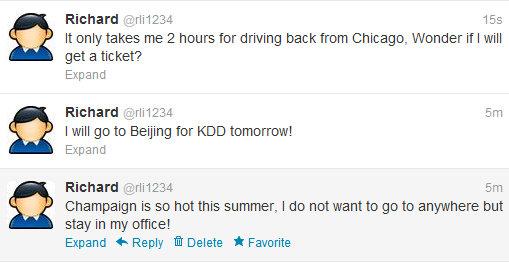 Richard @rli1234 15s
It only takes me 2 hours for driving back from Chicago, Wonder if I will
get a ticket?
Expand
Richard @rli1234 5m
I will go to Beijing for KDD tomorrow!
Expand
Richard @rli1234 5m
Champaign is so hot this summer, I do not want to go to anywhere but
stay in my office!
Expand Reply Delete Favorite